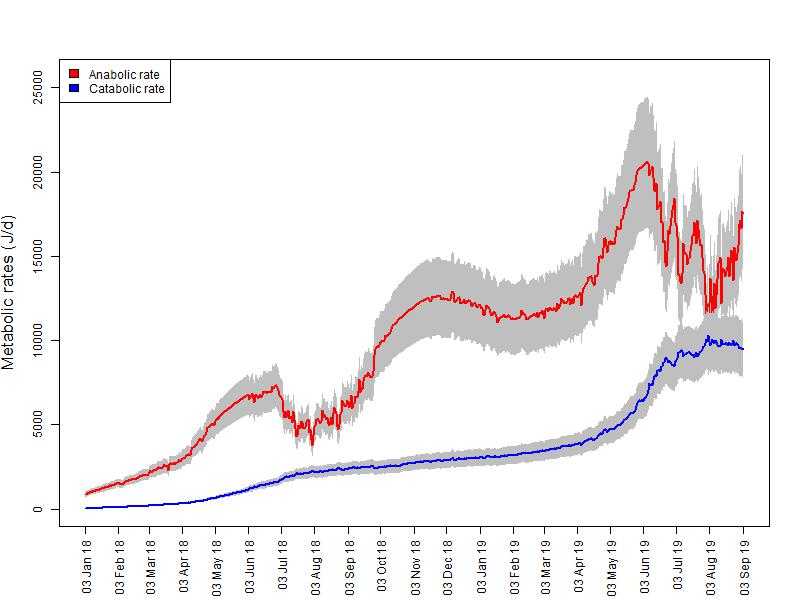 Anabolic rate
Catabolic rate
Metabolic rates (J/d)
25000
20000
15000
10000
5000
0
03 Jan 18
03 Feb 18
03 Mar 18
03 Apr 18
03 May 18
03 Jun 18
03 Jul 18
03 Aug 18
03 Sep 18
03 Oct 18
03 Nov 18
03 Dec 18
03 Jan 19
03 Feb 19
03 Mar 19
03 Apr 19
03 May 19
03 Jun 19
03 Jul 19
03 Aug 19
03 Sep 19